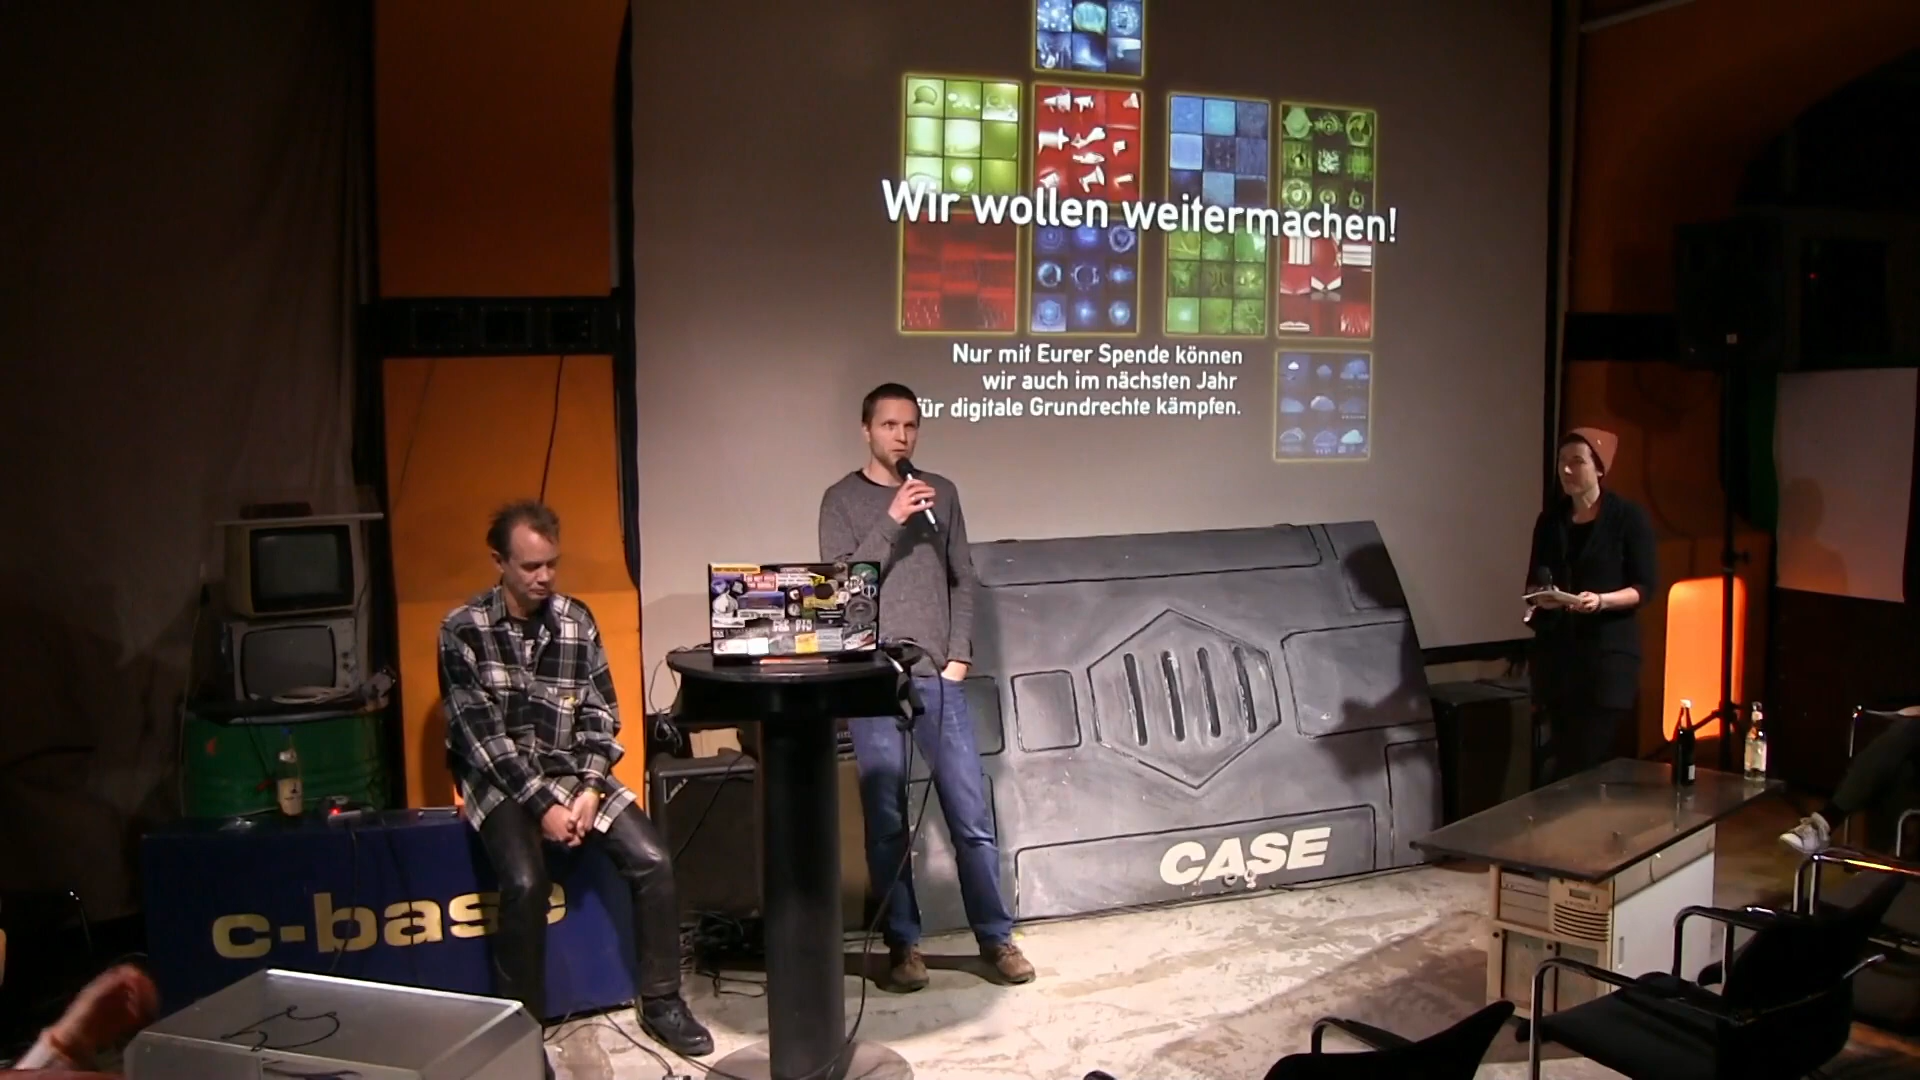 Wir wollen weitermachen!
Nur mit Eurer Spende können
wir auch im nächsten Jahr
für digitale Grundrechte kämpfen.
CASE
c-base